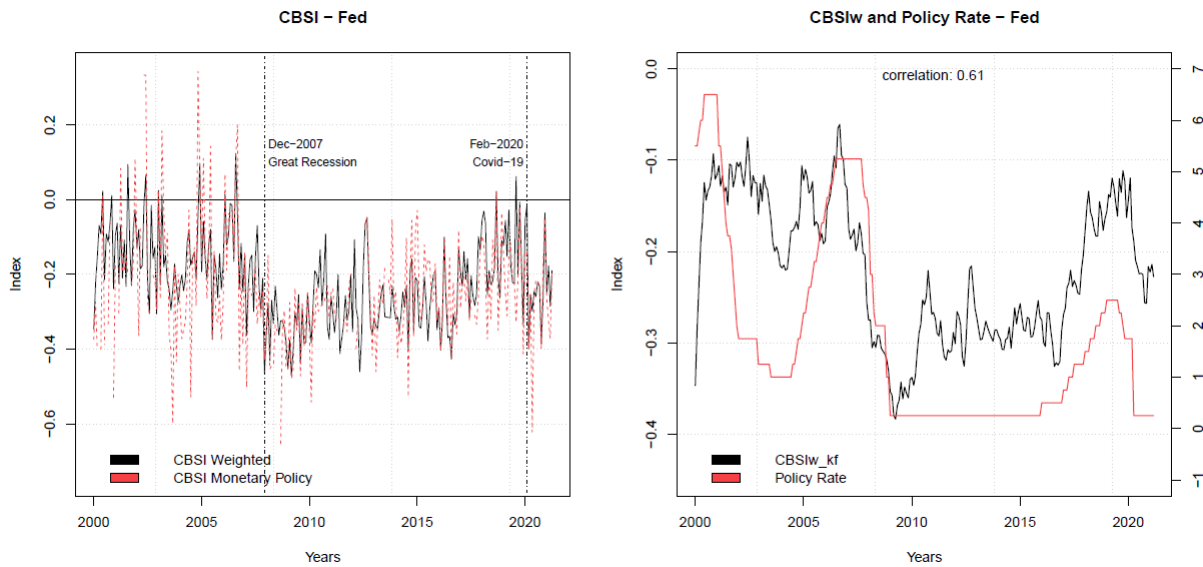 CBSI − Fed
0.2
0.0
−0.2
−0.4
−0.6
Index
Dec−2007
Great Recession
Feb−2020
Covid−19
CBSI Weighted
CBSI Monetary Policy
2000 2005 2010 2015 2020
Years
CBSIw and Policy Rate − Fed
correlation: 0.61
0.0
−0.1
−0.2
−0.3
−0.4
Index
7
6
5
4
3
2
1
0
−1
CBSIw_kf
Policy Rate
2000 2005 2010 2015 2020
Years